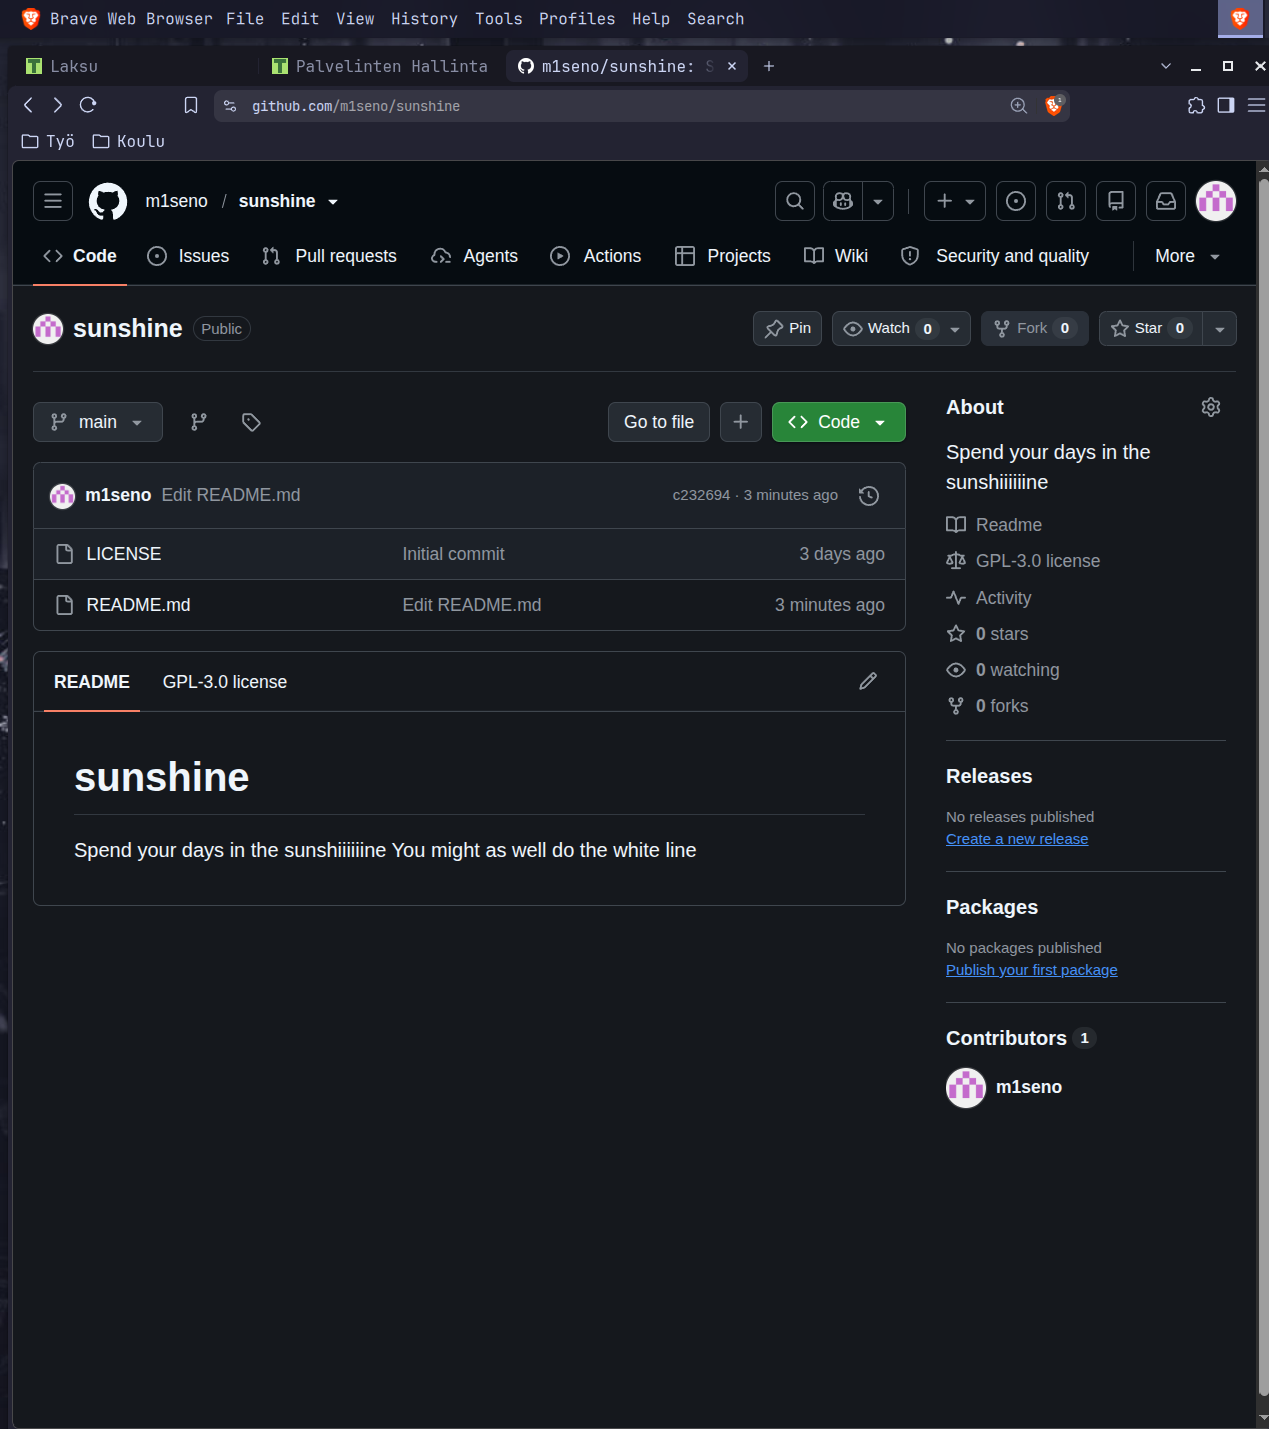 Brave Web Browser File Edit View History Tools Profiles Help Search
Laksu Palvelinten Hallinta m1seno/sunshine: S
github.com/m1seno/sunshine 1
Työ Koulu
m1seno / sunshine
Code Issues Pull requests Agents Actions Projects Wiki Security and quality More
sunshine Public Pin Watch 0 Fork 0 Star 0
main Go to file Code
m1seno Edit README.md c232694 · 3 minutes ago
LICENSE Initial commit 3 days ago
README.md Edit README.md 3 minutes ago
README GPL-3.0 license
sunshine
Spend your days in the sunshiiiiiine You might as well do the white line
About
Spend your days in the
sunshiiiiiine
Readme
GPL-3.0 license
Activity
0 stars
0 watching
0 forks
Releases
No releases published
Create a new release
Packages
No packages published
Publish your first package
Contributors 1
m1seno